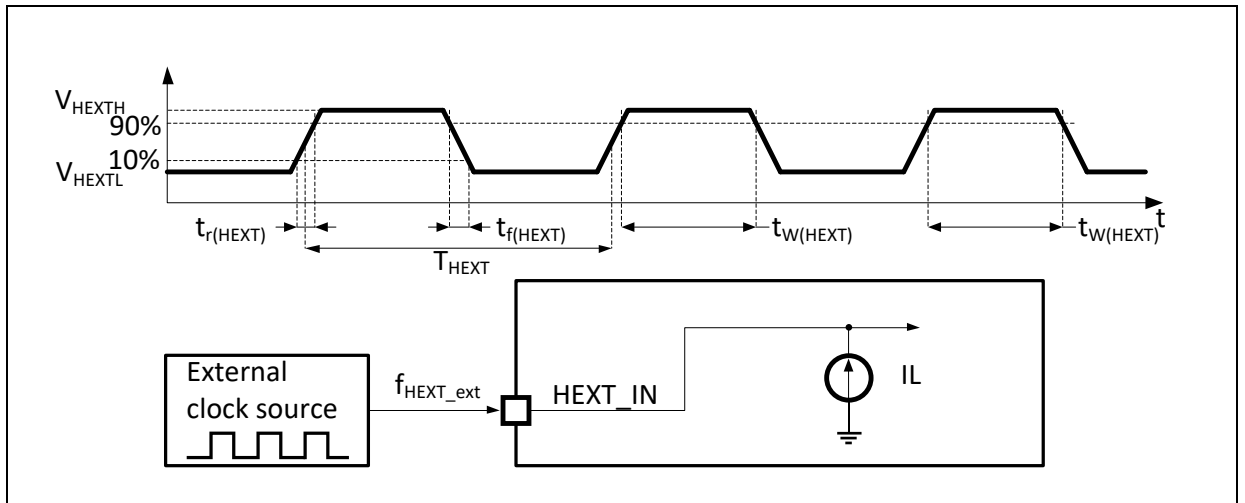 V_HEXTH
90%
10%
V_HEXTL
t_r(HEXT)
t_f(HEXT)
t_W(HEXT)
t_W(HEXT)
t
T_HEXT
External
clock source
f_HEXT_ext
HEXT_IN
IL